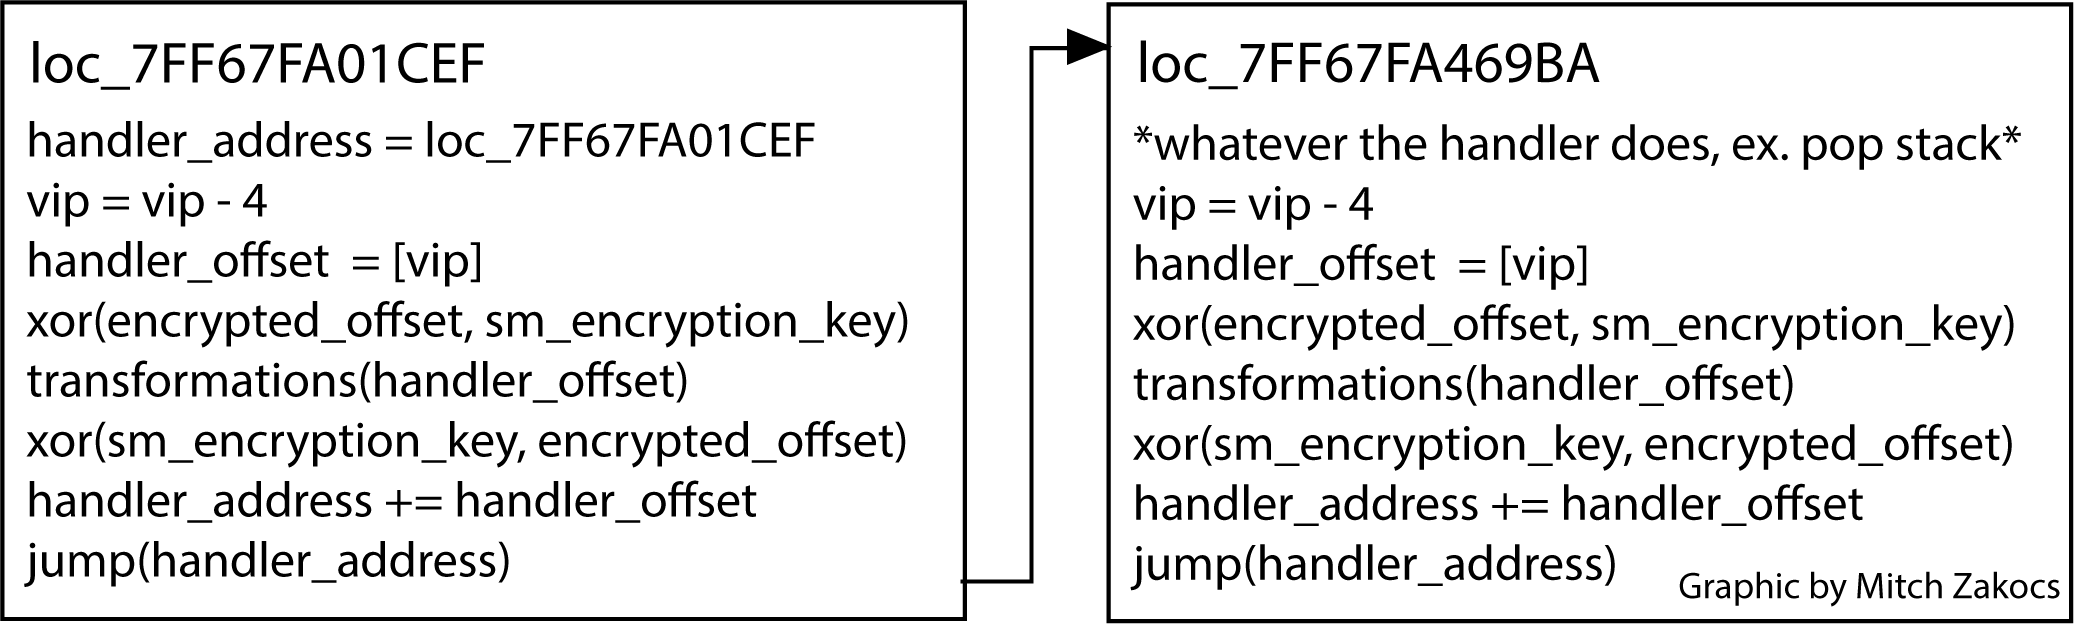 loc_7FF67FA01CEF
handler_address = loc_7FF67FA01CEF
vip = vip - 4
handler_offset  = [vip]
xor(encrypted_offset, sm_encryption_key)
transformations(handler_offset)
xor(sm_encryption_key, encrypted_offset)
handler_address += handler_offset
jump(handler_address)
loc_7FF67FA469BA
*whatever the handler does, ex. pop stack*
vip = vip - 4
handler_offset  = [vip]
xor(encrypted_offset, sm_encryption_key)
transformations(handler_offset)
xor(sm_encryption_key, encrypted_offset)
handler_address += handler_offset
jump(handler_address)
Graphic by Mitch Zakocs